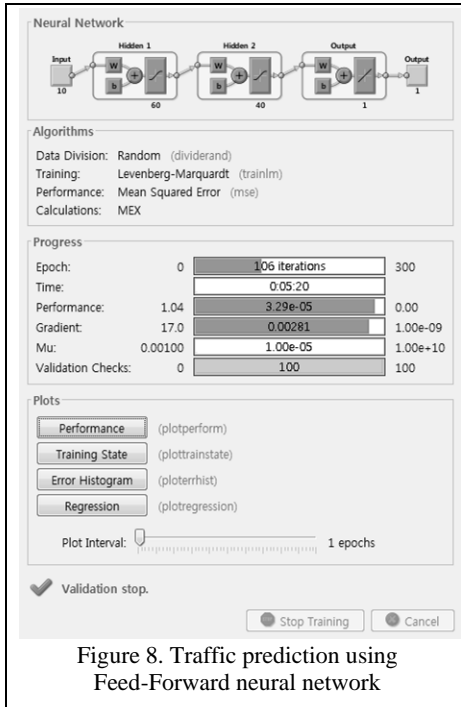 Neural Network
Hidden 1 Hidden 2 Output
Input Output
W W W
+ + +
b b b
10 1
60 40 1
Algorithms
Data Division: Random (dividerand)
Training: Levenberg-Marquardt (trainlm)
Performance: Mean Squared Error (mse)
Calculations: MEX
Progress
Epoch: 0 106 iterations 300
Time: 0:05:20
Performance: 1.04 3.29e-05 0.00
Gradient: 17.0 0.00281 1.00e-09
Mu: 0.00100 1.00e-05 1.00e+10
Validation Checks: 0 100 100
Plots
Performance (plotperform)
Training State (plottrainstate)
Error Histogram (ploterrhist)
Regression (plotregression)
Plot Interval: 1 epochs
Validation stop.
Stop Training Cancel
Figure 8. Traffic prediction using
Feed-Forward neural network